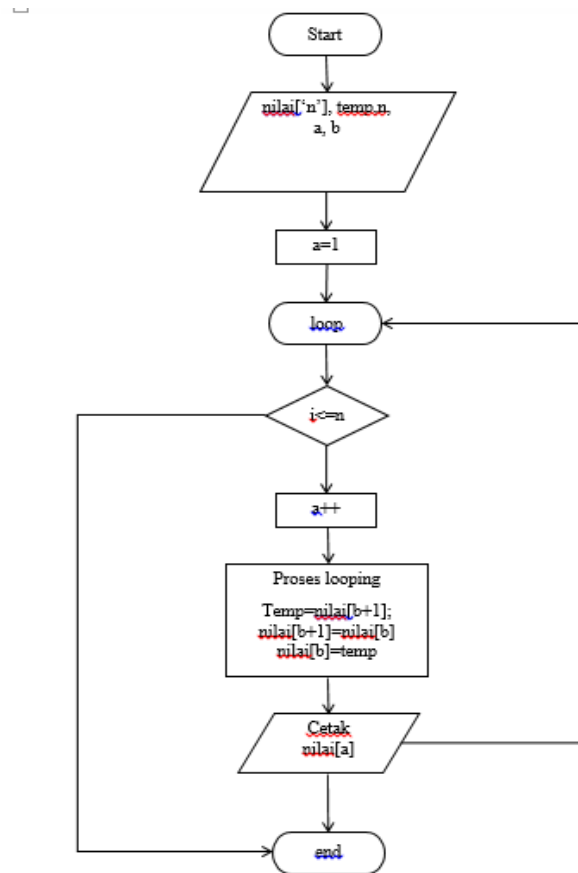 Start
nilai['n'], temp,n,
a, b
a=1
loop
i<=n
a++
Proses looping
Temp=nilai[b+1];
nilai[b+1]=nilai[b]
nilai[b]=temp
Cetak
nilai[a]
end